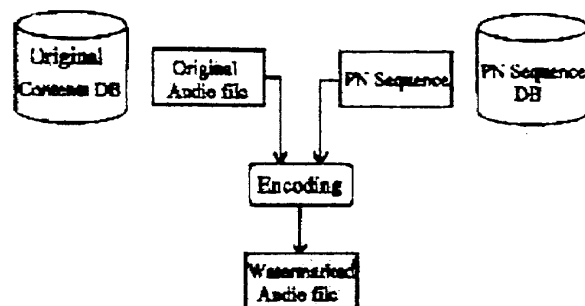 Original
Contents DB
Original
Audio file
PN Sequence
PN Sequence
DB
Encoding
Watermarked
Audio file